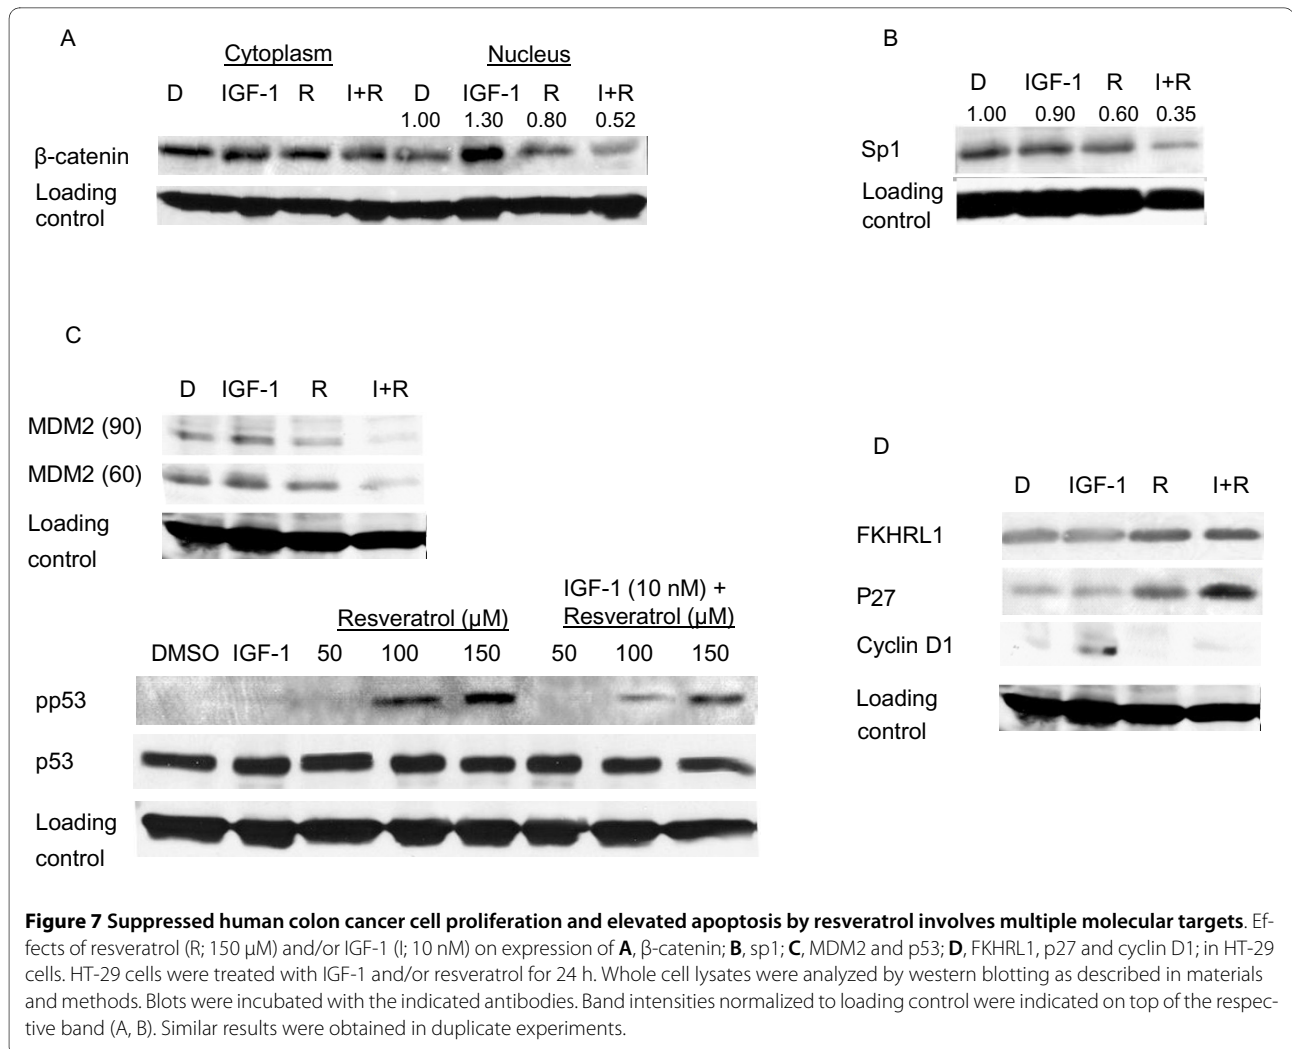 A
Cytoplasm Nucleus
D IGF-1 R I+R D IGF-1 R I+R
1.00 1.30 0.80 0.52
β-catenin
Loading
control
B
D IGF-1 R I+R
1.00 0.90 0.60 0.35
Sp1
Loading
control
C
D IGF-1 R I+R
MDM2 (90)
MDM2 (60)
Loading
control
IGF-1 (10 nM) +
Resveratrol (µM) Resveratrol (µM)
DMSO IGF-1 50 100 150 50 100 150
pp53
p53
Loading
control
D
D IGF-1 R I+R
FKHRL1
P27
Cyclin D1
Loading
control
Figure 7 Suppressed human colon cancer cell proliferation and elevated apoptosis by resveratrol involves multiple molecular targets. Ef-
fects of resveratrol (R; 150 µM) and/or IGF-1 (I; 10 nM) on expression of A, β-catenin; B, sp1; C, MDM2 and p53; D, FKHRL1, p27 and cyclin D1; in HT-29
cells. HT-29 cells were treated with IGF-1 and/or resveratrol for 24 h. Whole cell lysates were analyzed by western blotting as described in materials
and methods. Blots were incubated with the indicated antibodies. Band intensities normalized to loading control were indicated on top of the respec-
tive band (A, B). Similar results were obtained in duplicate experiments.